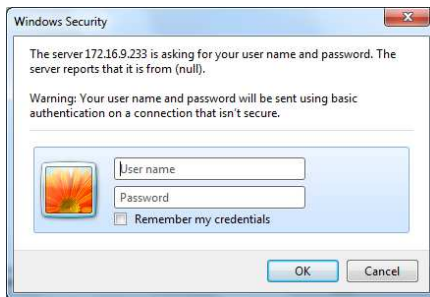 Windows Security
The server 172.16.9.233 is asking for your user name and password. The
server reports that it is from (null).
Warning: Your user name and password will be sent using basic
authentication on a connection that isn't secure.
User name
Password
Remember my credentials
OK
Cancel